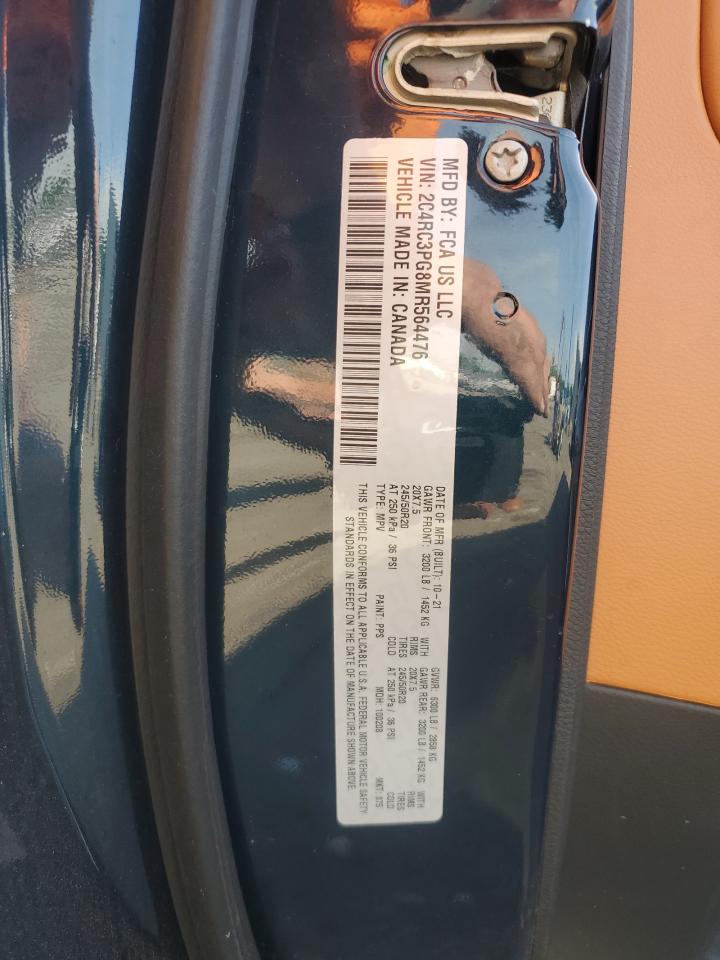 MFD BY: FCA US LLC
VIN: 2C4RC3PG8MR564476
VEHICLE MADE IN: CANADA
DATE OF MFR (BUILT): 10-21 GVWR: 6300 LB / 2858 KG
GAWR FRONT: 3200 LB / 1452 KG WITH GAWR REAR: 3200 LB / 1452 KG WITH
20X7.5 RIMS 20X7.5 RIMS
245/50R20 TIRES 245/50R20 TIRES
AT 250 kPa / 36 PSI COLD AT 250 kPa / 36 PSI COLD
TYPE: MPV PAINT: PPS MDH: 100208 MKT: 875
THIS VEHICLE CONFORMS TO ALL APPLICABLE U.S.A. FEDERAL MOTOR VEHICLE SAFETY
STANDARDS IN EFFECT ON THE DATE OF MANUFACTURE SHOWN ABOVE.